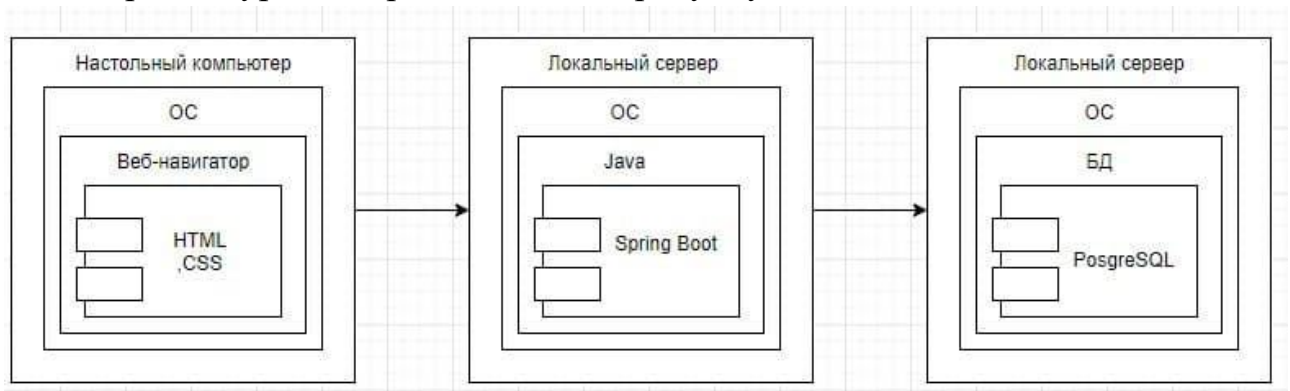 Настольный компьютер
ОС
Веб-навигатор
HTML
,CSS
Локальный сервер
ОС
Java
Spring Boot
Локальный сервер
ОС
БД
PosgreSQL